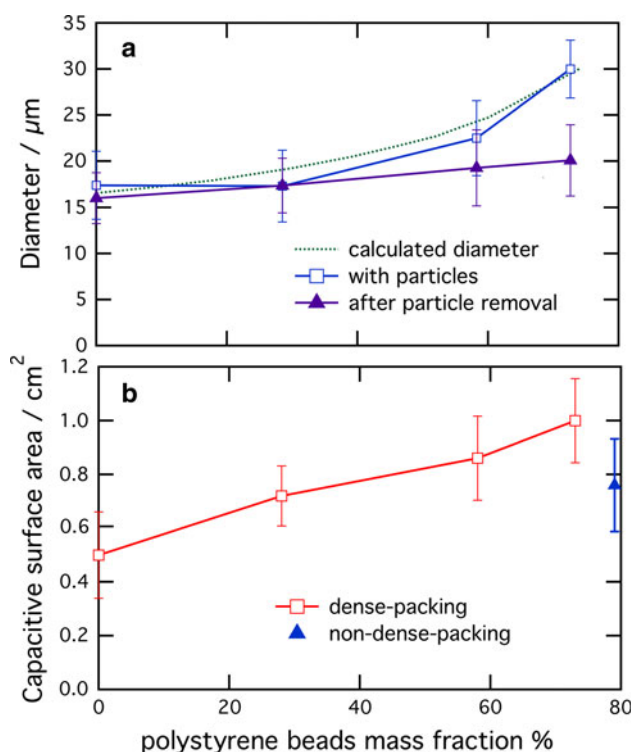 a
35
30
25
20
15
10
5
0
Diameter / µm
calculated diameter
with particles
after particle removal
b
1.2
1.0
0.8
0.6
0.4
0.2
0.0
Capacitive surface area / cm²
dense-packing
non-dense-packing
0 20 40 60 80
polystyrene beads mass fraction %